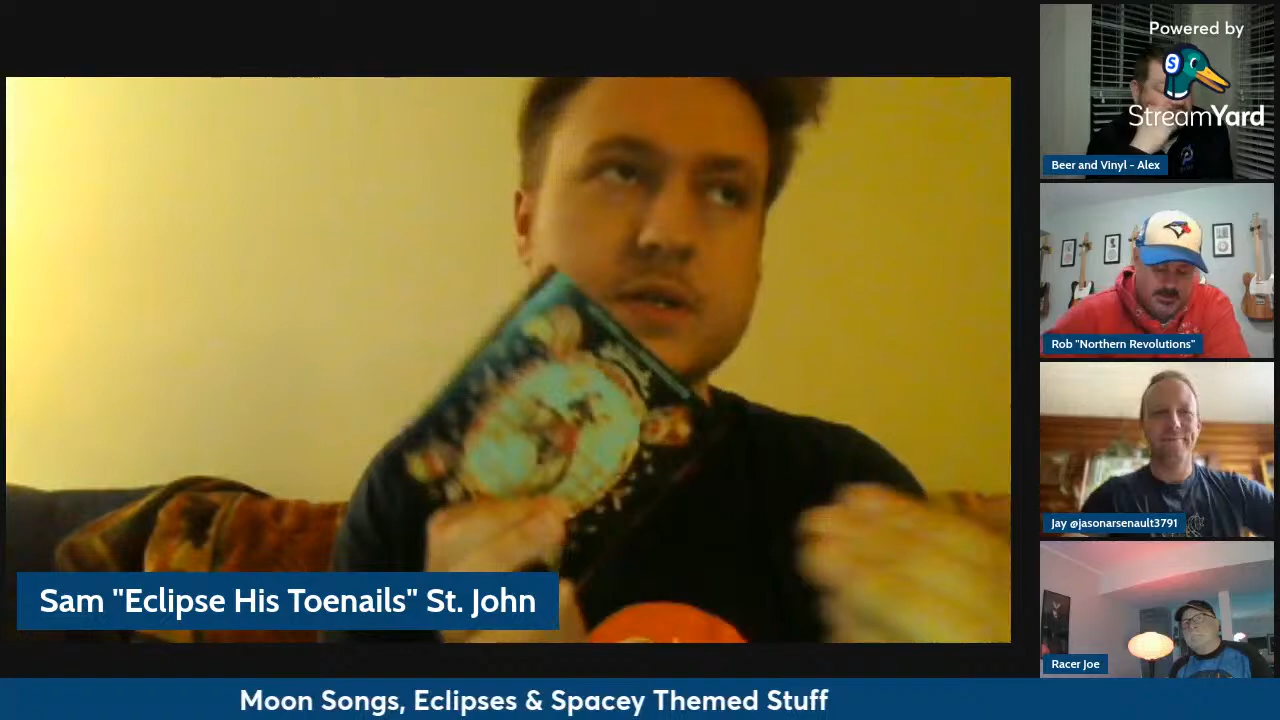 Powered by
StreamYard
Beer and Vinyl - Alex
Rob "Northern Revolutions"
Jay @jasonarsenault3791
Racer Joe
Sam "Eclipse His Toenails" St. John
Moon Songs, Eclipses & Spacey Themed Stuff